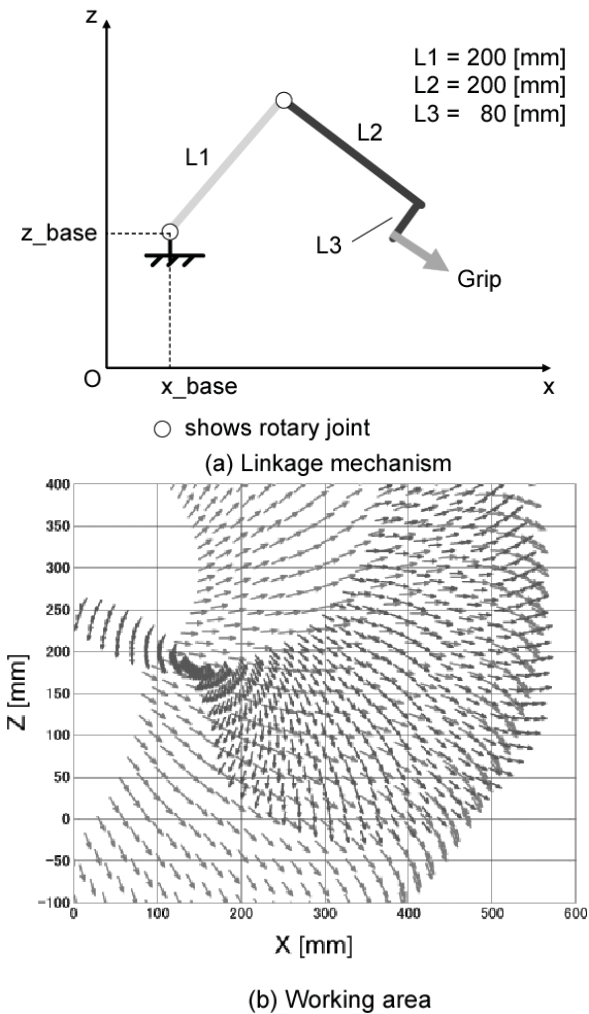 z
L1 = 200 [mm]
L2 = 200 [mm]
L3 = 80 [mm]
L2
L1
z_base
L3
Grip
O
x_base
x
shows rotary joint
(a) Linkage mechanism
400
350
300
250
200
150
100
50
0
−50
−100
Z [mm]
0 100 200 300 400 500 600
X [mm]
(b) Working area